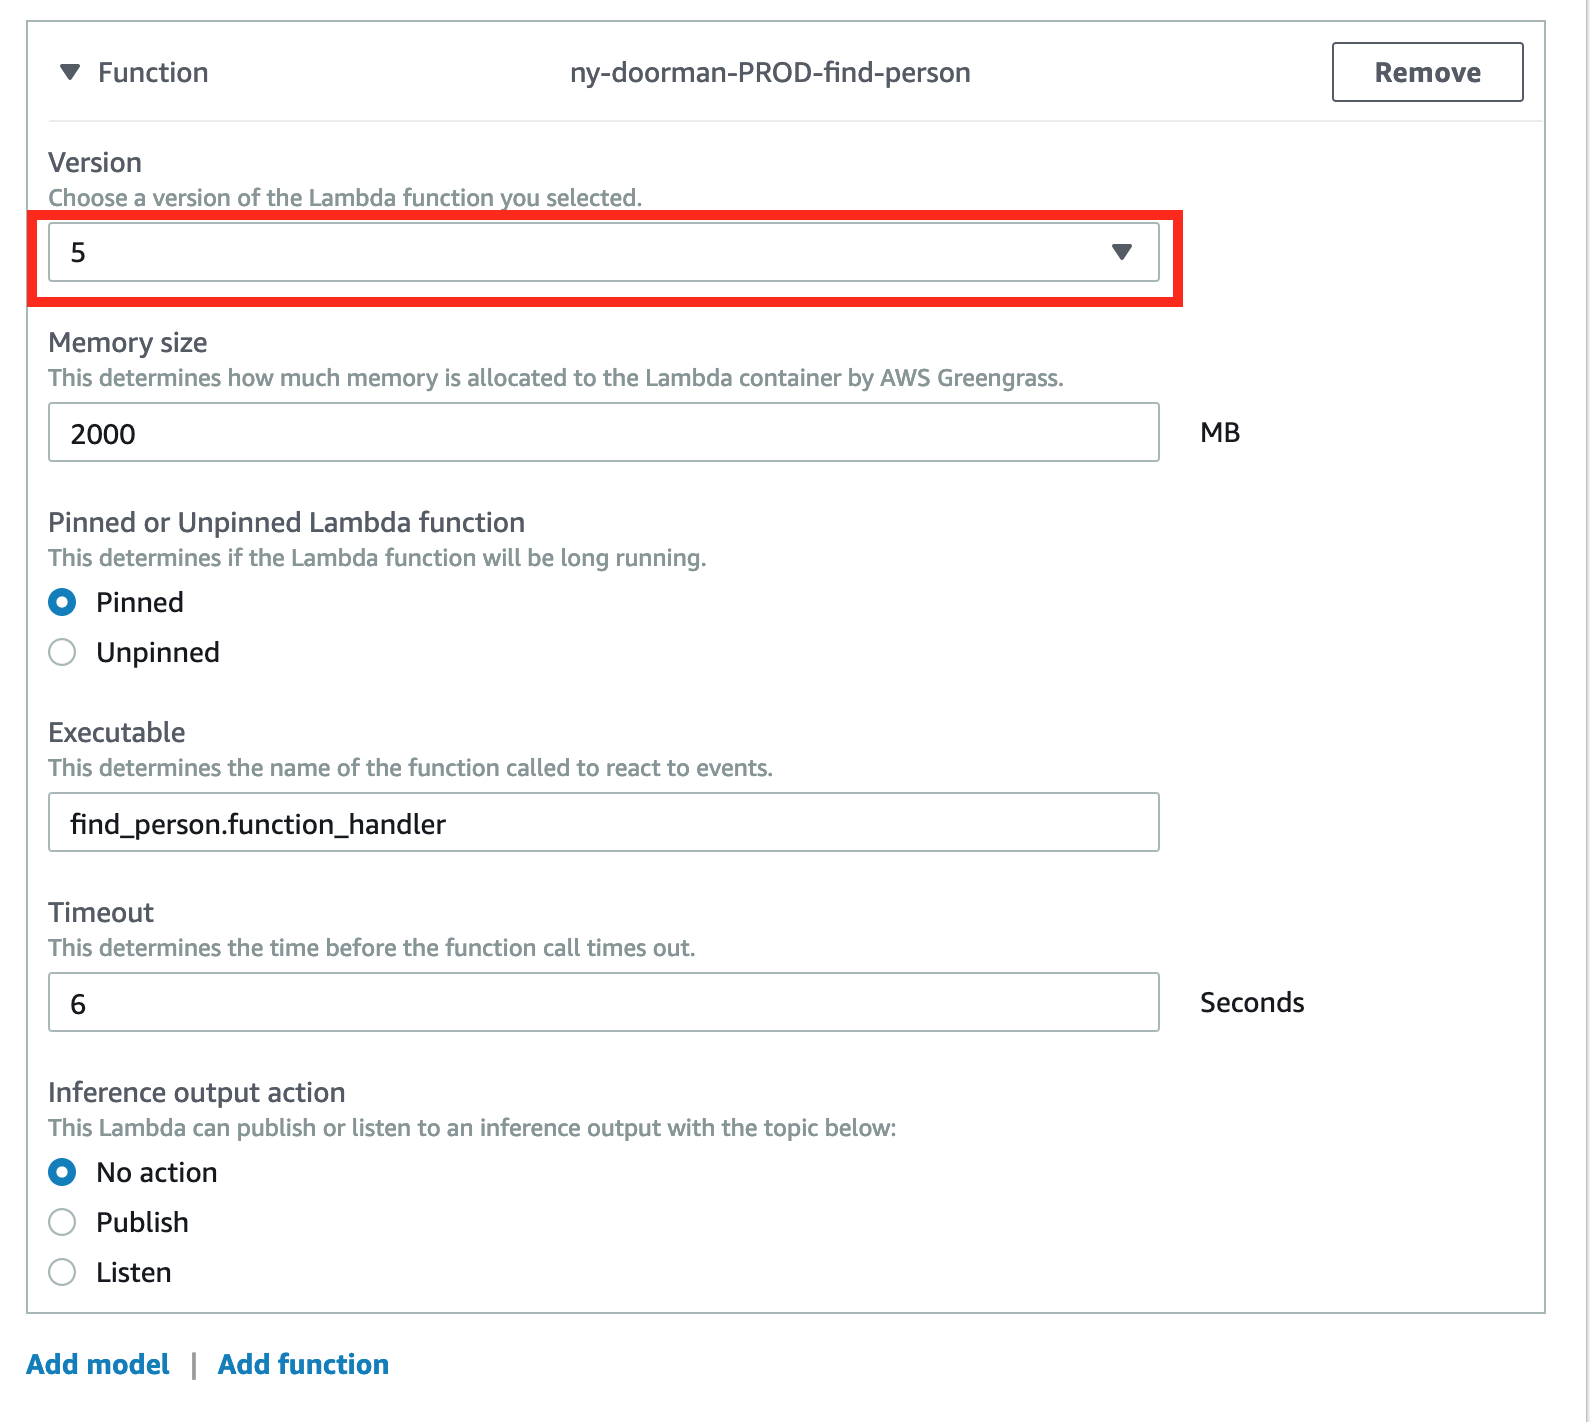 Function ny-doorman-PROD-find-person Remove
Version
Choose a version of the Lambda function you selected.
5
Memory size
This determines how much memory is allocated to the Lambda container by AWS Greengrass.
2000 MB
Pinned or Unpinned Lambda function
This determines if the Lambda function will be long running.
Pinned
Unpinned
Executable
This determines the name of the function called to react to events.
find_person.function_handler
Timeout
This determines the time before the function call times out.
6 Seconds
Inference output action
This Lambda can publish or listen to an inference output with the topic below:
No action
Publish
Listen
Add model | Add function